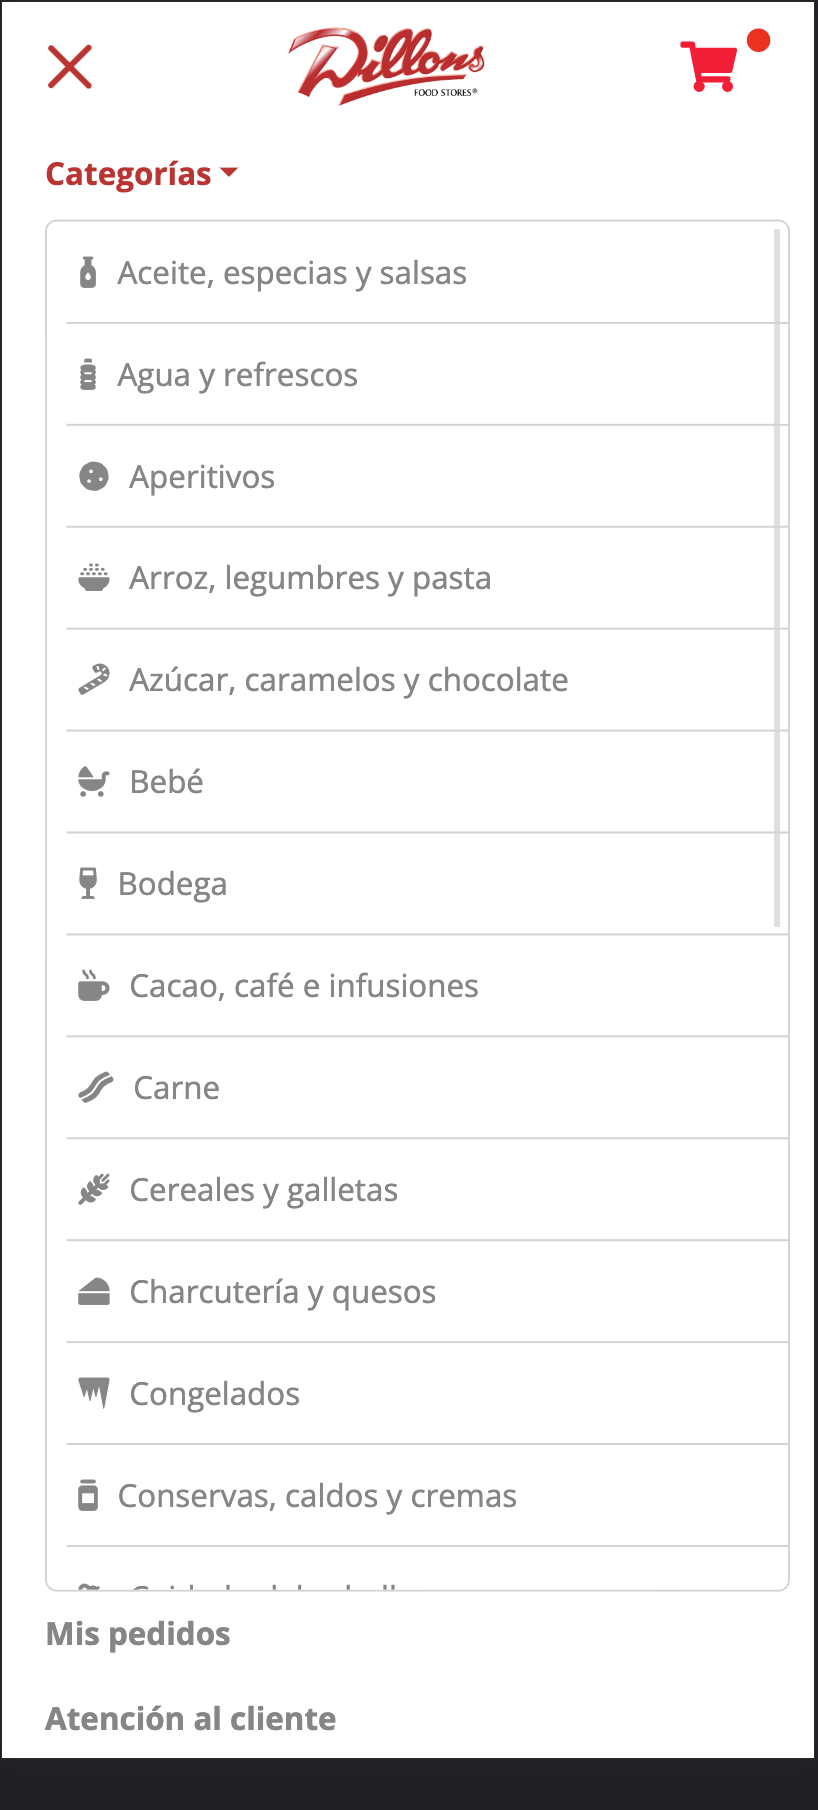 Dillons
FOOD STORES®
Categorías
Aceite, especias y salsas
Agua y refrescos
Aperitivos
Arroz, legumbres y pasta
Azúcar, caramelos y chocolate
Bebé
Bodega
Cacao, café e infusiones
Carne
Cereales y galletas
Charcutería y quesos
Congelados
Conservas, caldos y cremas
Mis pedidos
Atención al cliente